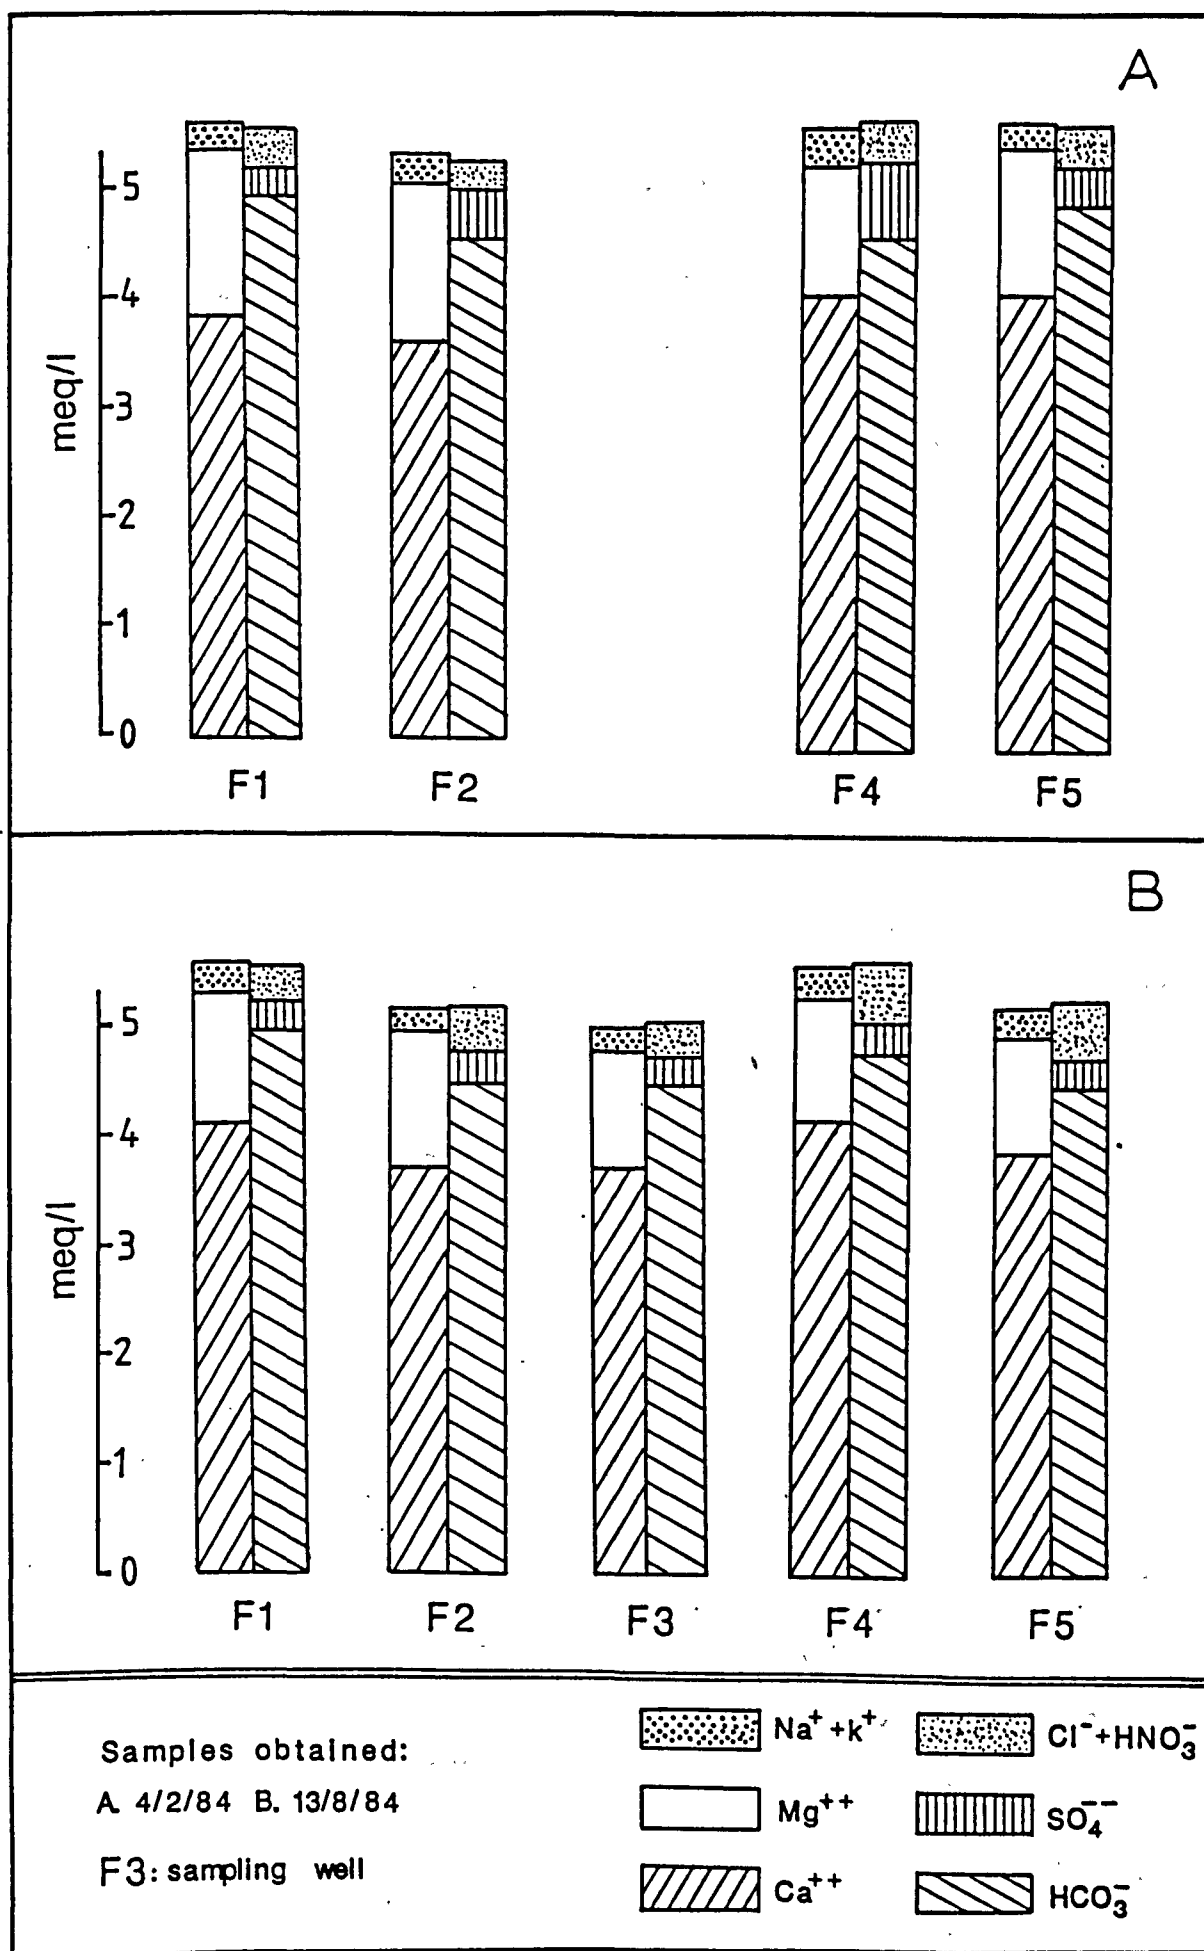 A
5
4
3
2
1
0
meq/l
F1 F2 F4 F5
B
5
4
3
2
1
0
meq/l
F1 F2 F3 F4 F5
Samples obtained:
A. 4/2/84 B. 13/8/84
F3: sampling well
Na⁺+k⁺ Cl⁻+HNO₃⁻
Mg⁺⁺ SO₄⁻⁻
Ca⁺⁺ HCO₃⁻